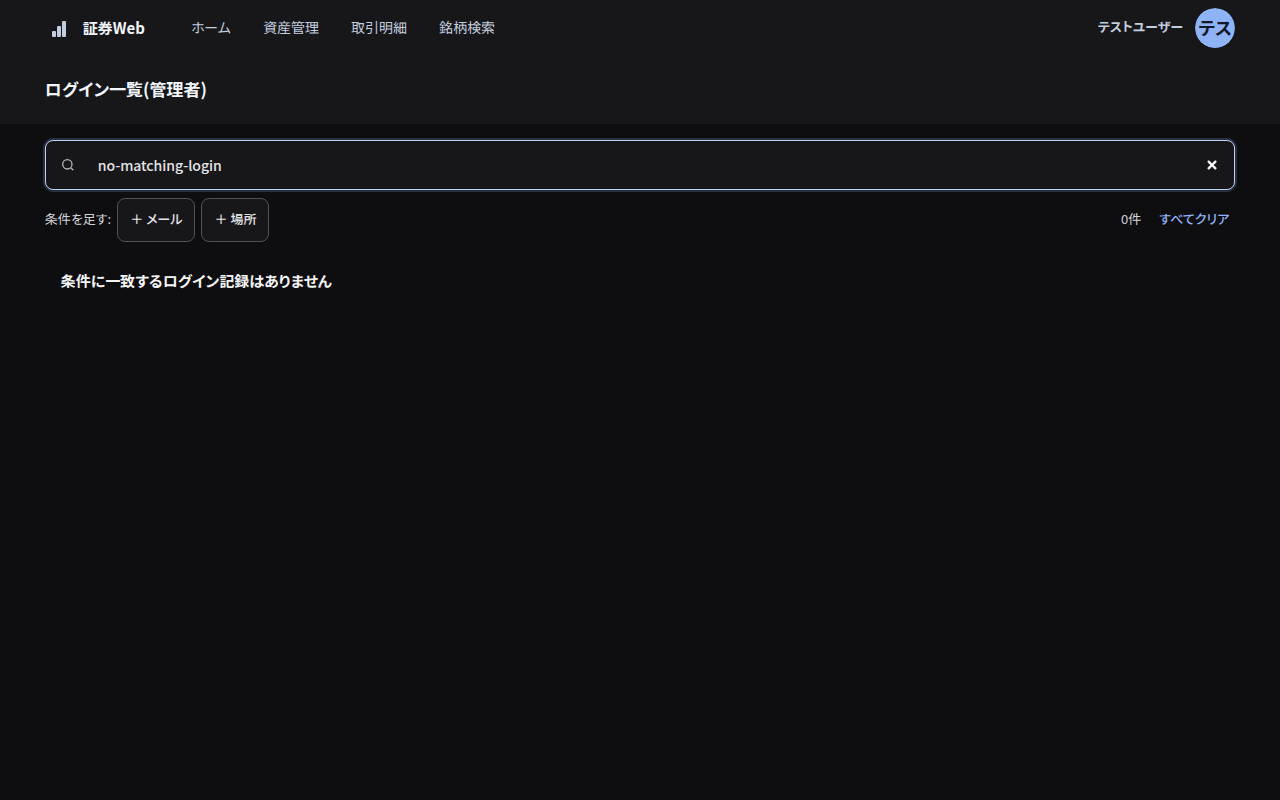 証券Web ホーム 資産管理 取引明細 銘柄検索 テストユーザー テス
ログイン一覧(管理者)
no-matching-login
条件を足す: ＋ メール ＋ 場所 0件 すべてクリア
条件に一致するログイン記録はありません